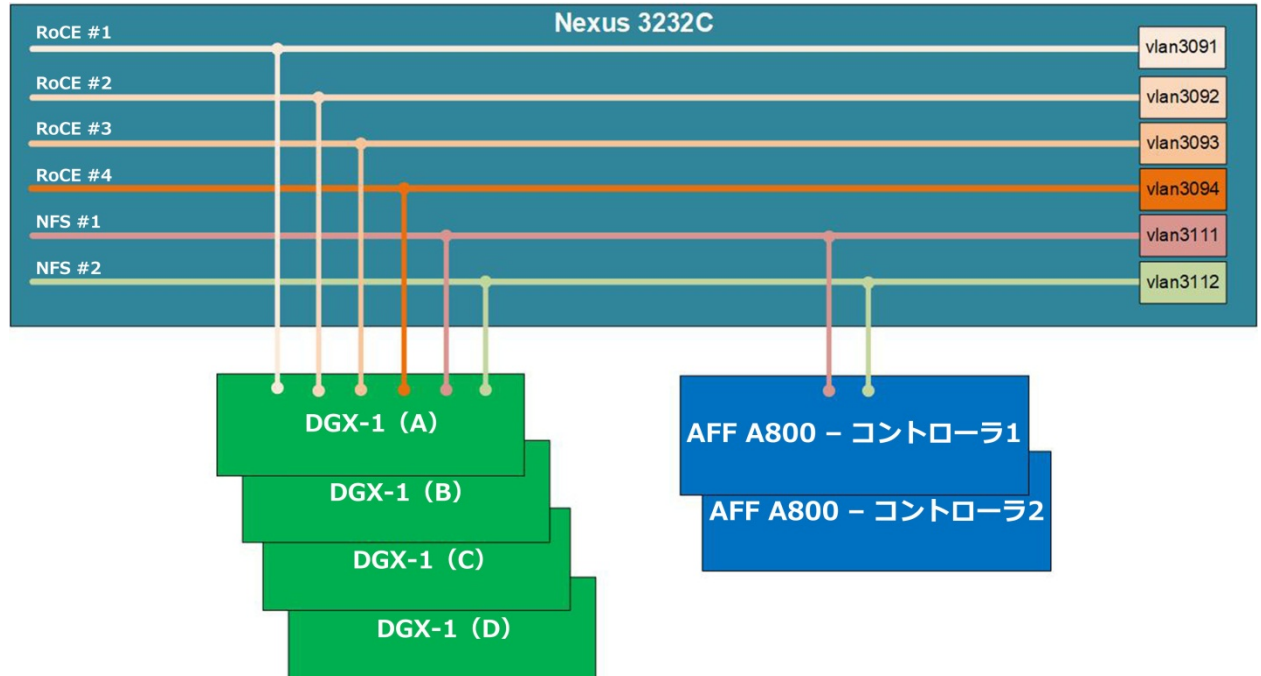 Nexus 3232C
RoCE #1
vlan3091
RoCE #2
vlan3092
RoCE #3
vlan3093
RoCE #4
vlan3094
NFS #1
vlan3111
NFS #2
vlan3112
DGX-1（A）
DGX-1（B）
DGX-1（C）
DGX-1（D）
AFF A800 – コントローラ1
AFF A800 – コントローラ2